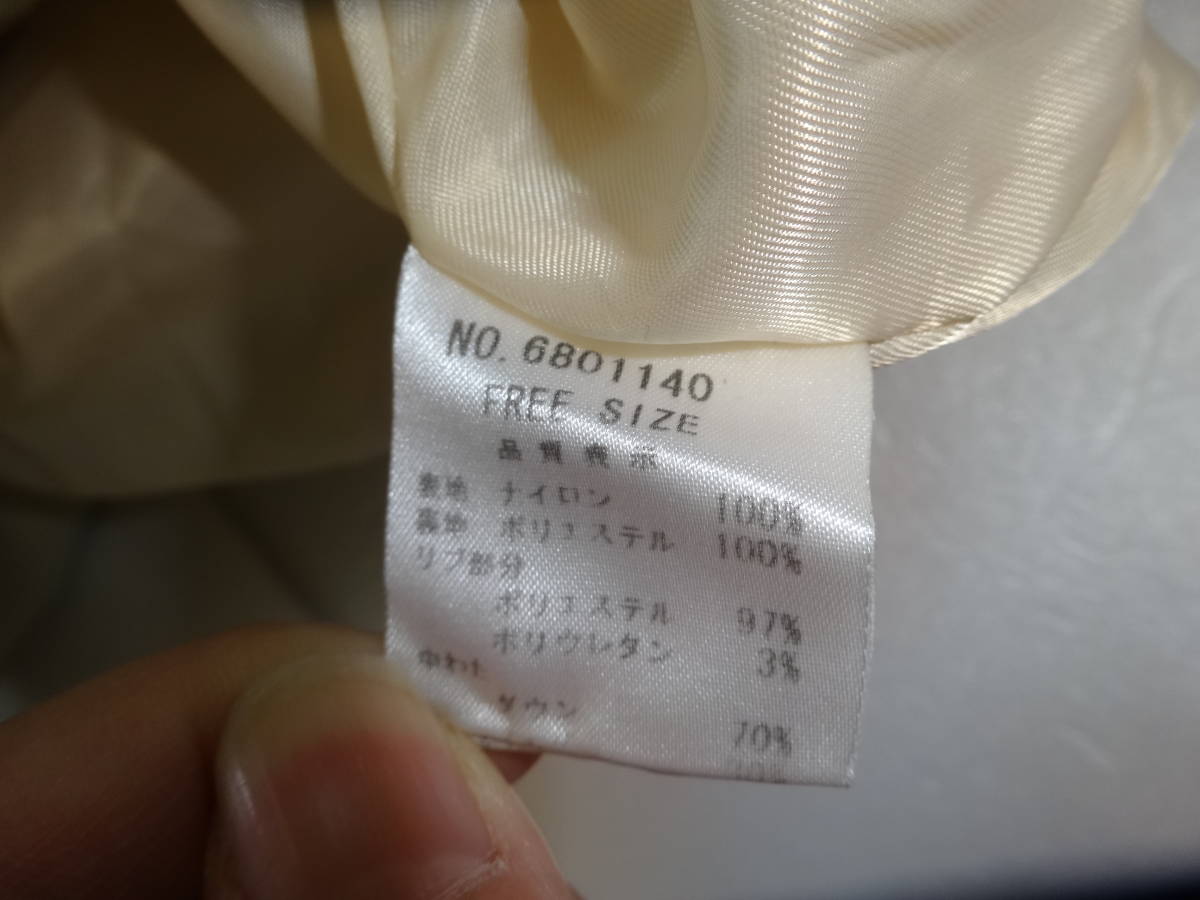 NO. 6801140
FREE SIZE
品質表示
表地 ナイロン 100%
裏地 ポリエステル 100%
リブ部分
ポリエステル 97%
ポリウレタン 3%
中わた
ダウン 70%